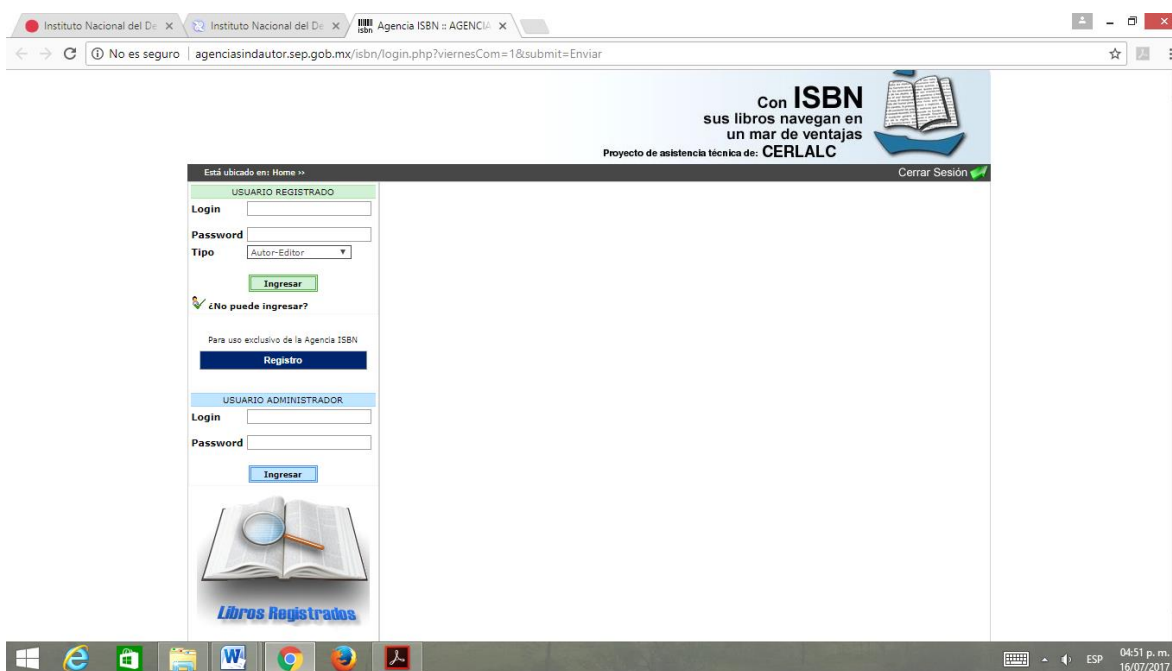 Instituto Nacional del De
Instituto Nacional del De
isbn Agencia ISBN :: AGENCIA
No es seguro | agenciasindautor.sep.gob.mx/isbn/login.php?viernesCom=1&submit=Enviar
Con ISBN
sus libros navegan en
un mar de ventajas
Proyecto de asistencia técnica de: CERLALC
Está ubicado en: Home >>
Cerrar Sesión
USUARIO REGISTRADO
Login
Password
Tipo Autor-Editor
Ingresar
¿No puede ingresar?
Para uso exclusivo de la Agencia ISBN
Registro
USUARIO ADMINISTRADOR
Login
Password
Ingresar
Libros Registrados
ESP
04:51 p. m.
16/07/2017